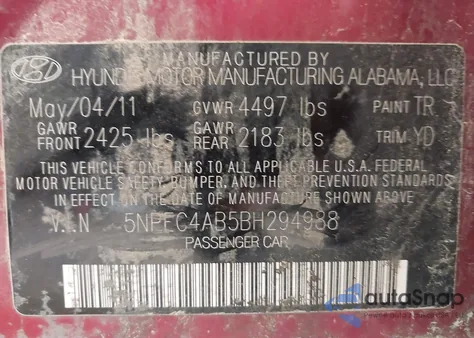 MANUFACTURED BY
HYUNDAI MOTOR MANUFACTURING ALABAMA, LLC
May/04/11 GVWR 4497 lbs PAINT TR
GAWR FRONT 2425 lbs GAWR REAR 2183 lbs TRIM YD
THIS VEHICLE CONFORMS TO ALL APPLICABLE U.S.A. FEDERAL
MOTOR VEHICLE SAFETY, BUMPER, AND THEFT PREVENTION STANDARDS
IN EFFECT ON THE DATE OF MANUFACTURE SHOWN ABOVE
V...N 5NPEC4AB5BH294988
PASSENGER CAR
autoSnap